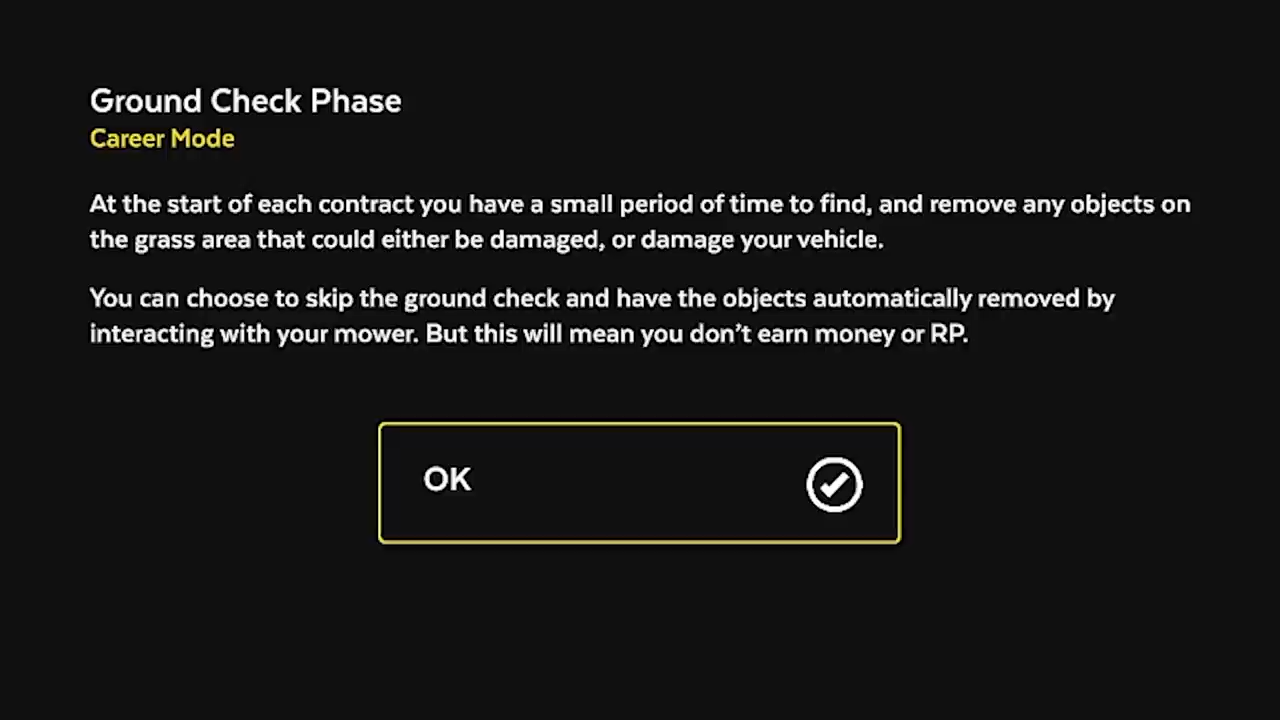 Ground Check Phase
Career Mode
At the start of each contract you have a small period of time to find, and remove any objects on
the grass area that could either be damaged, or damage your vehicle.
You can choose to skip the ground check and have the objects automatically removed by
interacting with your mower. But this will mean you don’t earn money or RP.
OK